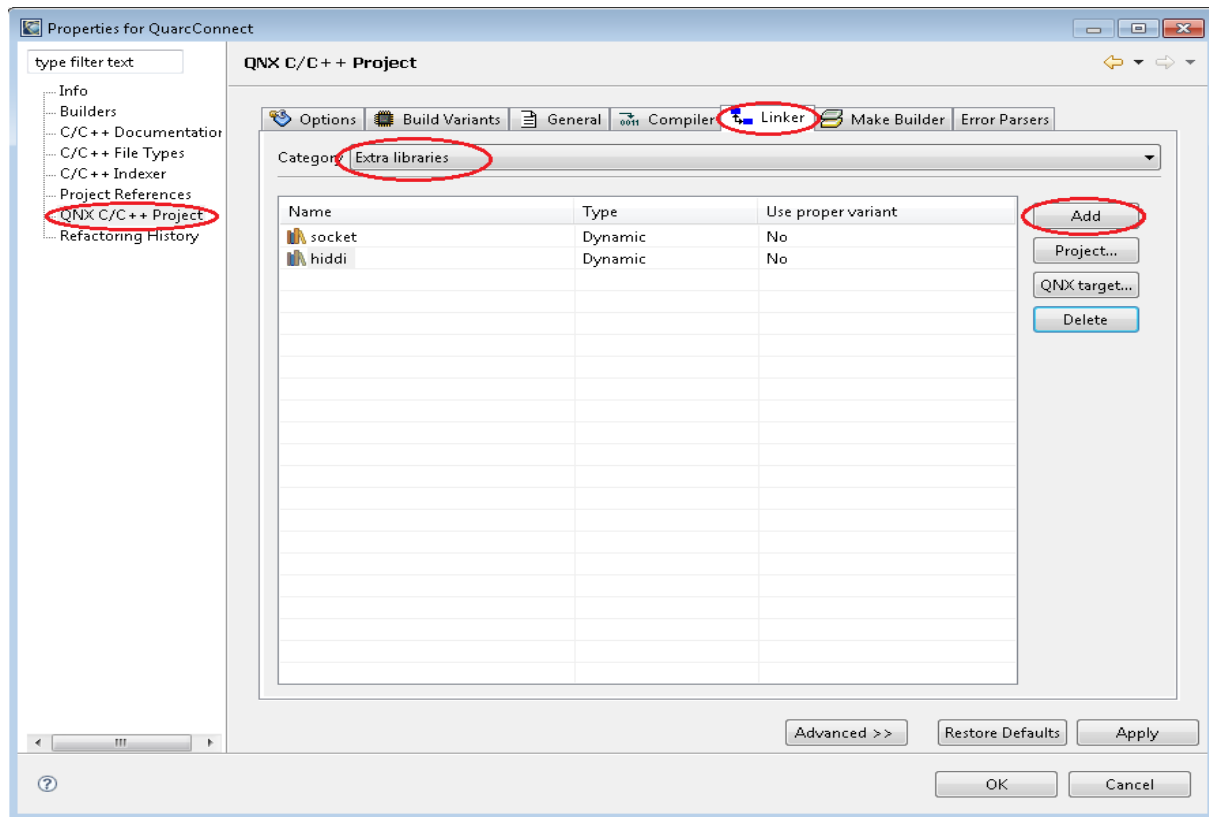 Properties for QuarcConnect
type filter text
QNX C/C++ Project
Info
Builders
C/C++ Documentation
C/C++ File Types
C/C++ Indexer
Project References
QNX C/C++ Project
Refactoring History
Options Build Variants General Compiler Linker Make Builder Error Parsers
Category Extra libraries
Name Type Use proper variant
socket Dynamic No
hiddi Dynamic No
Add
Project...
QNX target...
Delete
Advanced >> Restore Defaults Apply
OK Cancel